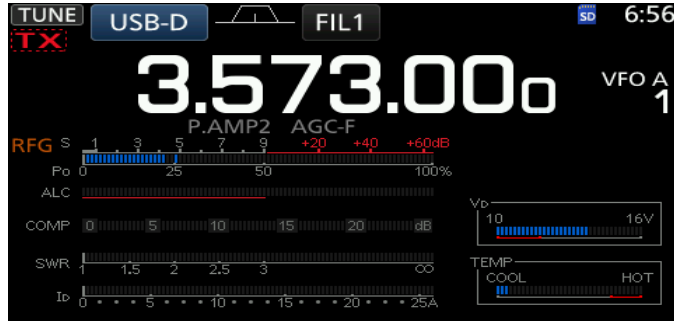 TUNE USB-D FIL1 SD 6:56
TX
3.573.000 VFO A
1
P.AMP2 AGC-F
RFG S 1 3 5 7 9 +20 +40 +60dB
Po 0 25 50 100%
ALC
COMP 0 5 10 15 20 dB
SWR 1 1.5 2 2.5 3 ∞
ID 0 5 10 15 20 25A
VD
10 16V
TEMP
COOL HOT